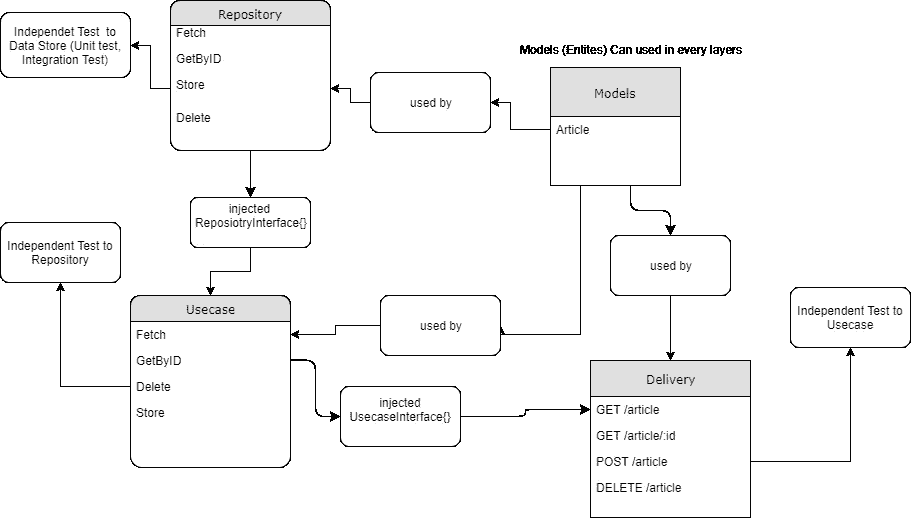 Repository
Fetch
GetByID
Store
Delete
Independet Test to
Data Store (Unit test,
Integration Test)
used by
Models (Entites) Can used in every layers
Models
Article
injected
ReposiotryInterface{}
Independent Test to
Repository
used by
Usecase
Fetch
GetByID
Delete
Store
used by
Independent Test to
Usecase
injected
UsecaseInterface{}
Delivery
GET /article
GET /article/:id
POST /article
DELETE /article